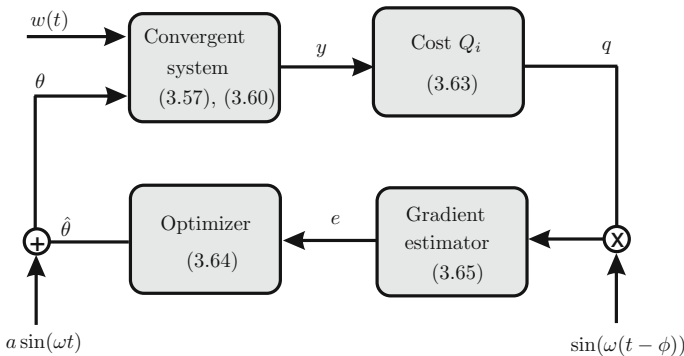 w(t)
Convergent
system
(3.57), (3.60)
y
Cost Q_i
(3.63)
q
θ
Optimizer
(3.64)
θ̂
e
Gradient
estimator
(3.65)
+
x
a sin(ωt)
sin(ω(t − ϕ))